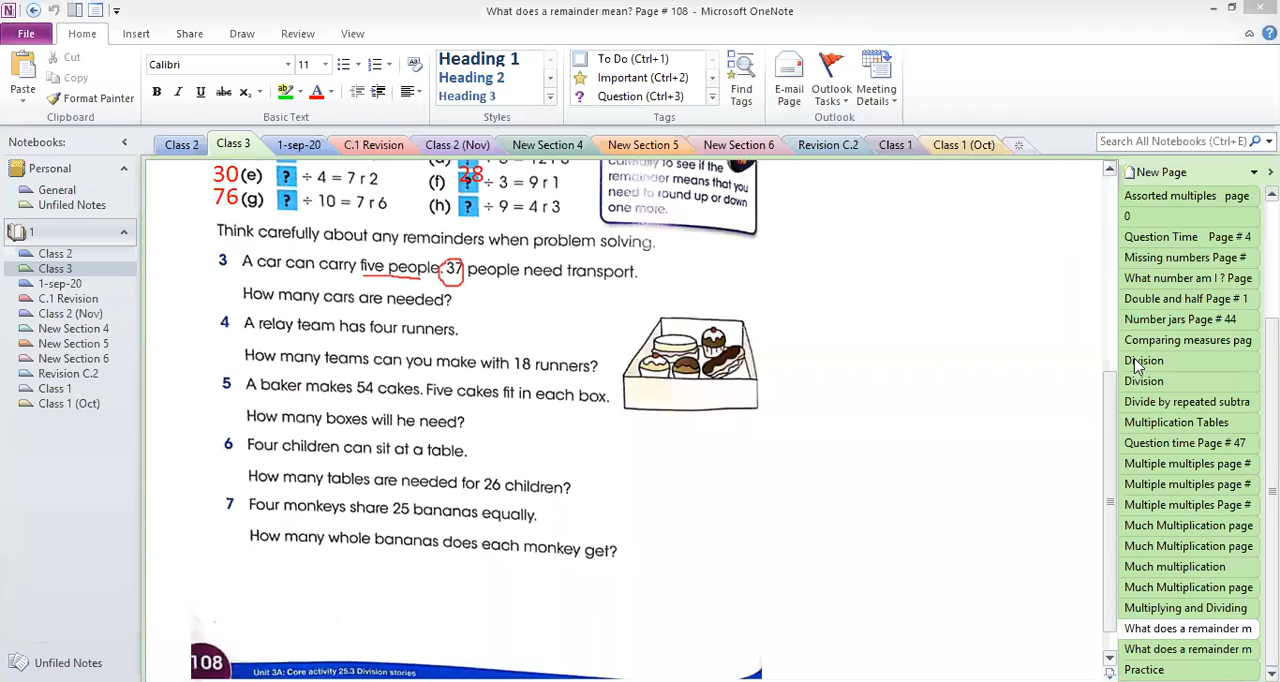 What does a remainder mean? Page # 108 - Microsoft OneNote
File Home Insert Share Draw Review View
Cut
Copy
Format Painter
Paste
Clipboard
Calibri 11
B I U abc X₂ A
Basic Text
Heading 1
Heading 2
Heading 3
Styles
To Do (Ctrl+1)
Important (Ctrl+2)
Question (Ctrl+3)
Find
Tags
Tags
E-mail
Page
Outlook
Tasks
Meeting
Details
Outlook
Notebooks:
Class 2 Class 3 1-sep-20 C.1 Revision Class 2 (Nov) New Section 4 New Section 5 New Section 6 Revision C.2 Class 1 Class 1 (Oct)
Search All Notebooks (Ctrl+E)
Personal
General
Unfiled Notes
1
Class 2
Class 3
1-sep-20
C.1 Revision
Class 2 (Nov)
New Section 4
New Section 5
New Section 6
Revision C.2
Class 1
Class 1 (Oct)
Unfiled Notes
30 (e) ? ÷ 4 = 7 r 2
28 (f) ? ÷ 3 = 9 r 1
76 (g) ? ÷ 10 = 7 r 6
(h) ? ÷ 9 = 4 r 3
to see if the
remainder means that you
need to round up or down
one more.
Think carefully about any remainders when problem solving.
3 A car can carry five people. 37 people need transport.
How many cars are needed?
4 A relay team has four runners.
How many teams can you make with 18 runners?
5 A baker makes 54 cakes. Five cakes fit in each box.
How many boxes will he need?
6 Four children can sit at a table.
How many tables are needed for 26 children?
7 Four monkeys share 25 bananas equally.
How many whole bananas does each monkey get?
108
Unit 3A: Core activity 25.3 Division stories
New Page
Assorted multiples page
0
Question Time Page # 4
Missing numbers Page #
What number am I ? Page
Double and half Page # 1
Number jars Page # 44
Comparing measures pag
Division
Division
Divide by repeated subtra
Multiplication Tables
Question time Page # 47
Multiple multiples page #
Multiple multiples page #
Multiple multiples Page #
Much Multiplication page
Much Multiplication page
Much multiplication
Much Multiplication page
Multiplying and Dividing
What does a remainder m
What does a remainder m
Practice